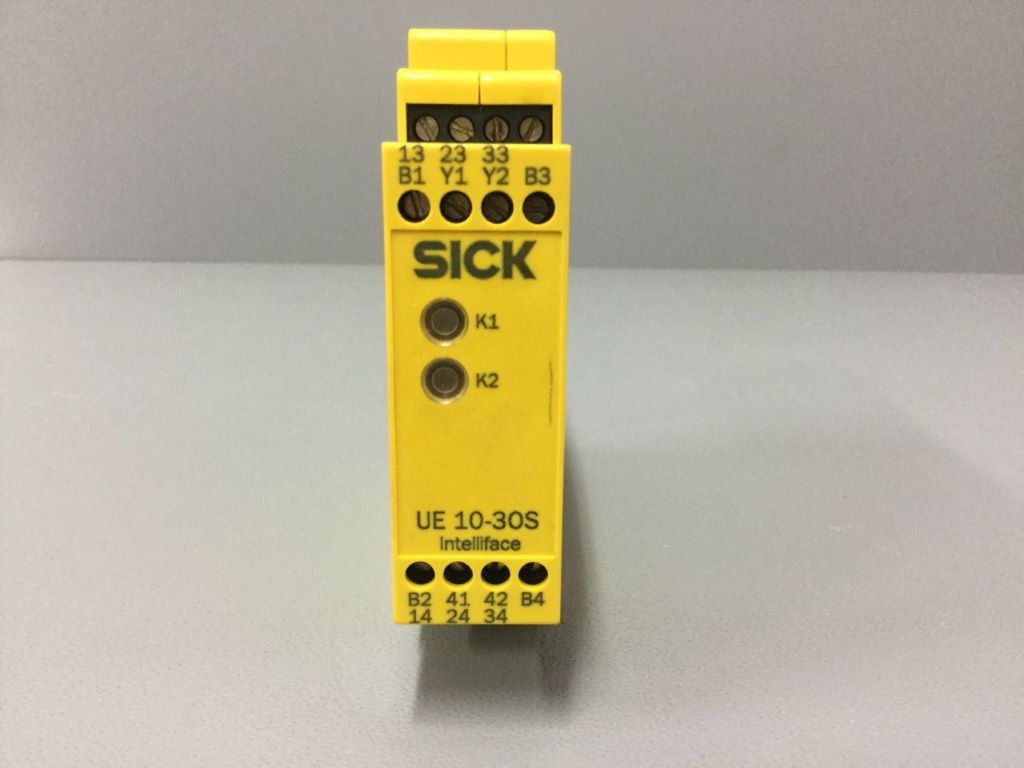 13 23 33
B1 Y1 Y2 B3
SICK
K1
K2
UE 10-3OS
Intelliface
B2 41 42 B4
14 24 34